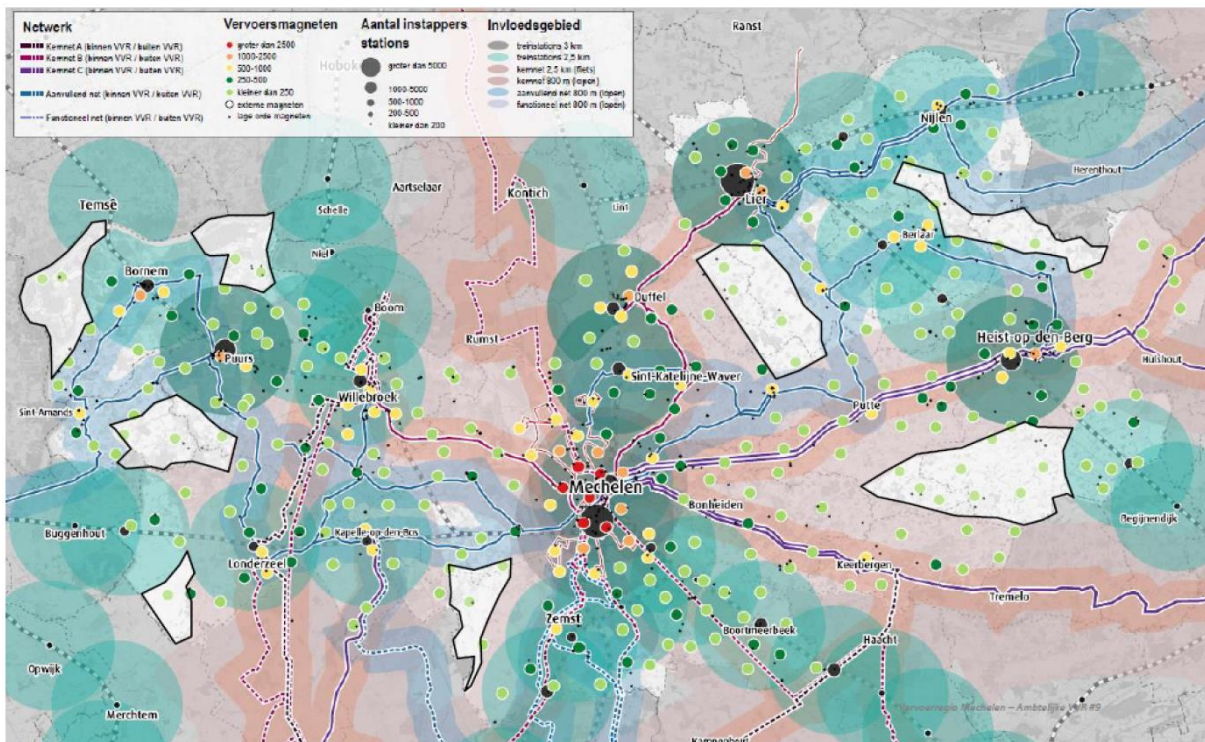 Netwerk
Kernnet A (binnen VVR / buiten VVR)
Kernnet B (binnen VVR / buiten VVR)
Kernnet C (binnen VVR / buiten VVR)
Aanvullend net (binnen VVR / buiten VVR)
Functioneel net (binnen VVR / buiten VVR)
Vervoersmagneten
groter dan 2500
1000-2500
500-1000
250-500
kleiner dan 250
externe magneten
lage orde magneten
Aantal instappers
stations
groter dan 5000
1000-5000
500-1000
200-500
kleiner dan 200
Invloedsgebied
treinstations 3 km
treinstations 2,5 km
kernnet 2,5 km (fiets)
kernnet 800 m (lopen)
aanvullend net 800 m (lopen)
functioneel net 800 m (lopen)
Ranst
Nijlen
Herenthout
Aartselaar
Kontich
Lint
Lier
Temse
Schelle
Berlaar
Niel
Bornem
Duffel
Boom
Rumst
Heist-op-den-Berg
Hulshout
Puurs
Sint-Katelijne-Waver
Willebroek
Putte
Sint-Amands
Mechelen
Bonheiden
Begijnendijk
Buggenhout
Kapelle-op-den-Bos
Londerzeel
Keerbergen
Tremelo
Zemst
Boortmeerbeek
Haacht
Opwijk
Merchtem
Vervoerregio Mechelen – Ambtelijke VVR #9
Kampenhout